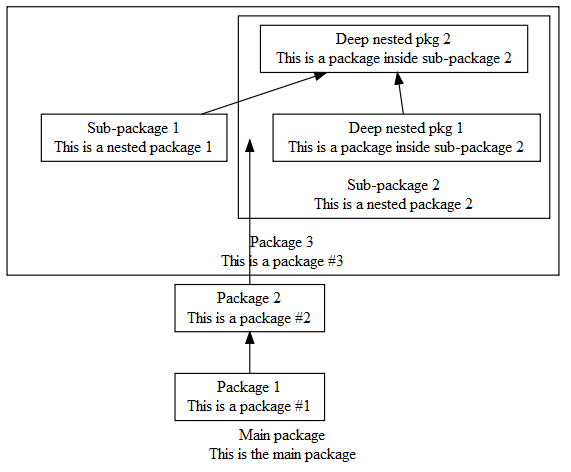 Deep nested pkg 2
This is a package inside sub-package 2
Sub-package 1
This is a nested package 1
Deep nested pkg 1
This is a package inside sub-package 2
Sub-package 2
This is a nested package 2
Package 3
This is a package #3
Package 2
This is a package #2
Package 1
This is a package #1
Main package
This is the main package